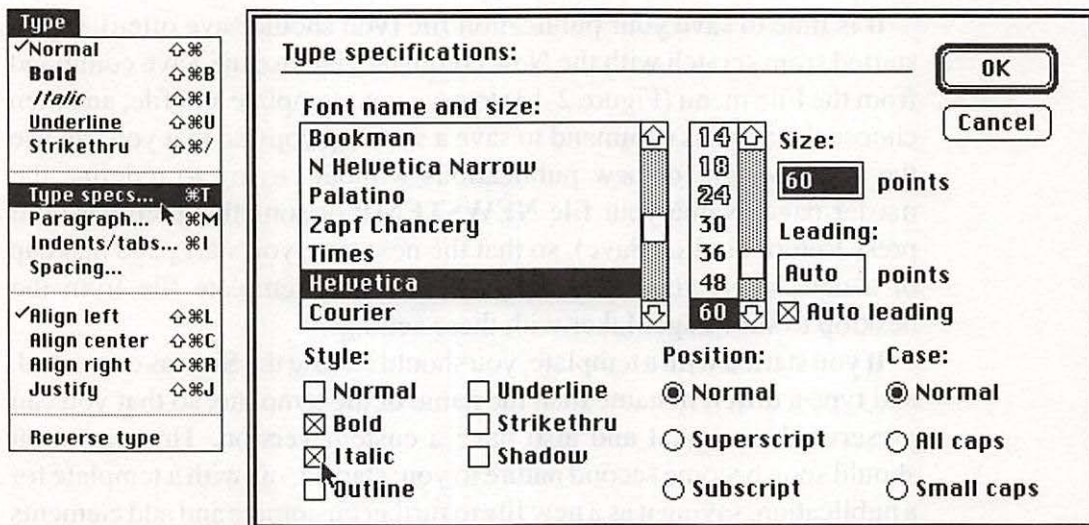 Type
✓Normal ⇧⌘
Bold ⇧⌘B
Italic ⇧⌘I
Underline ⇧⌘U
Strikethru ⇧⌘/
Type specs... ⌘T
Paragraph... ⌘M
Indents/tabs... ⌘I
Spacing...
✓Align left ⇧⌘L
Align center ⇧⌘C
Align right ⇧⌘R
Justify ⇧⌘J
Reverse type
Type specifications:
OK
Cancel
Font name and size:
Bookman
N Helvetica Narrow
Palatino
Zapf Chancery
Times
Helvetica
Courier
14
18
24
30
36
48
60
Size:
60 points
Leading:
Auto points
Auto leading
Style:
Normal
Bold
Italic
Outline
Underline
Strikethru
Shadow
Position:
Normal
Superscript
Subscript
Case:
Normal
All caps
Small caps